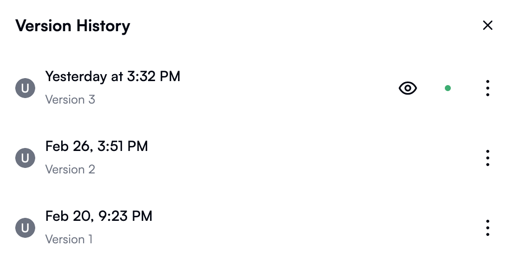 Version History
U
Yesterday at 3:32 PM
Version 3
U
Feb 26, 3:51 PM
Version 2
U
Feb 20, 9:23 PM
Version 1